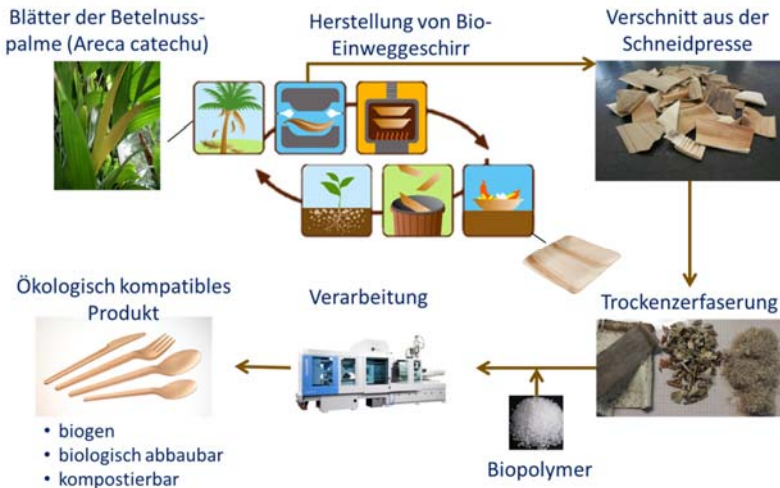 Blätter der Betelnuss-
palme (Areca catechu)
Herstellung von Bio-
Einweggeschirr
Verschnitt aus der
Schneidpresse
Trockenzerfaserung
Biopolymer
Verarbeitung
Ökologisch kompatibles
Produkt
• biogen
• biologisch abbaubar
• kompostierbar